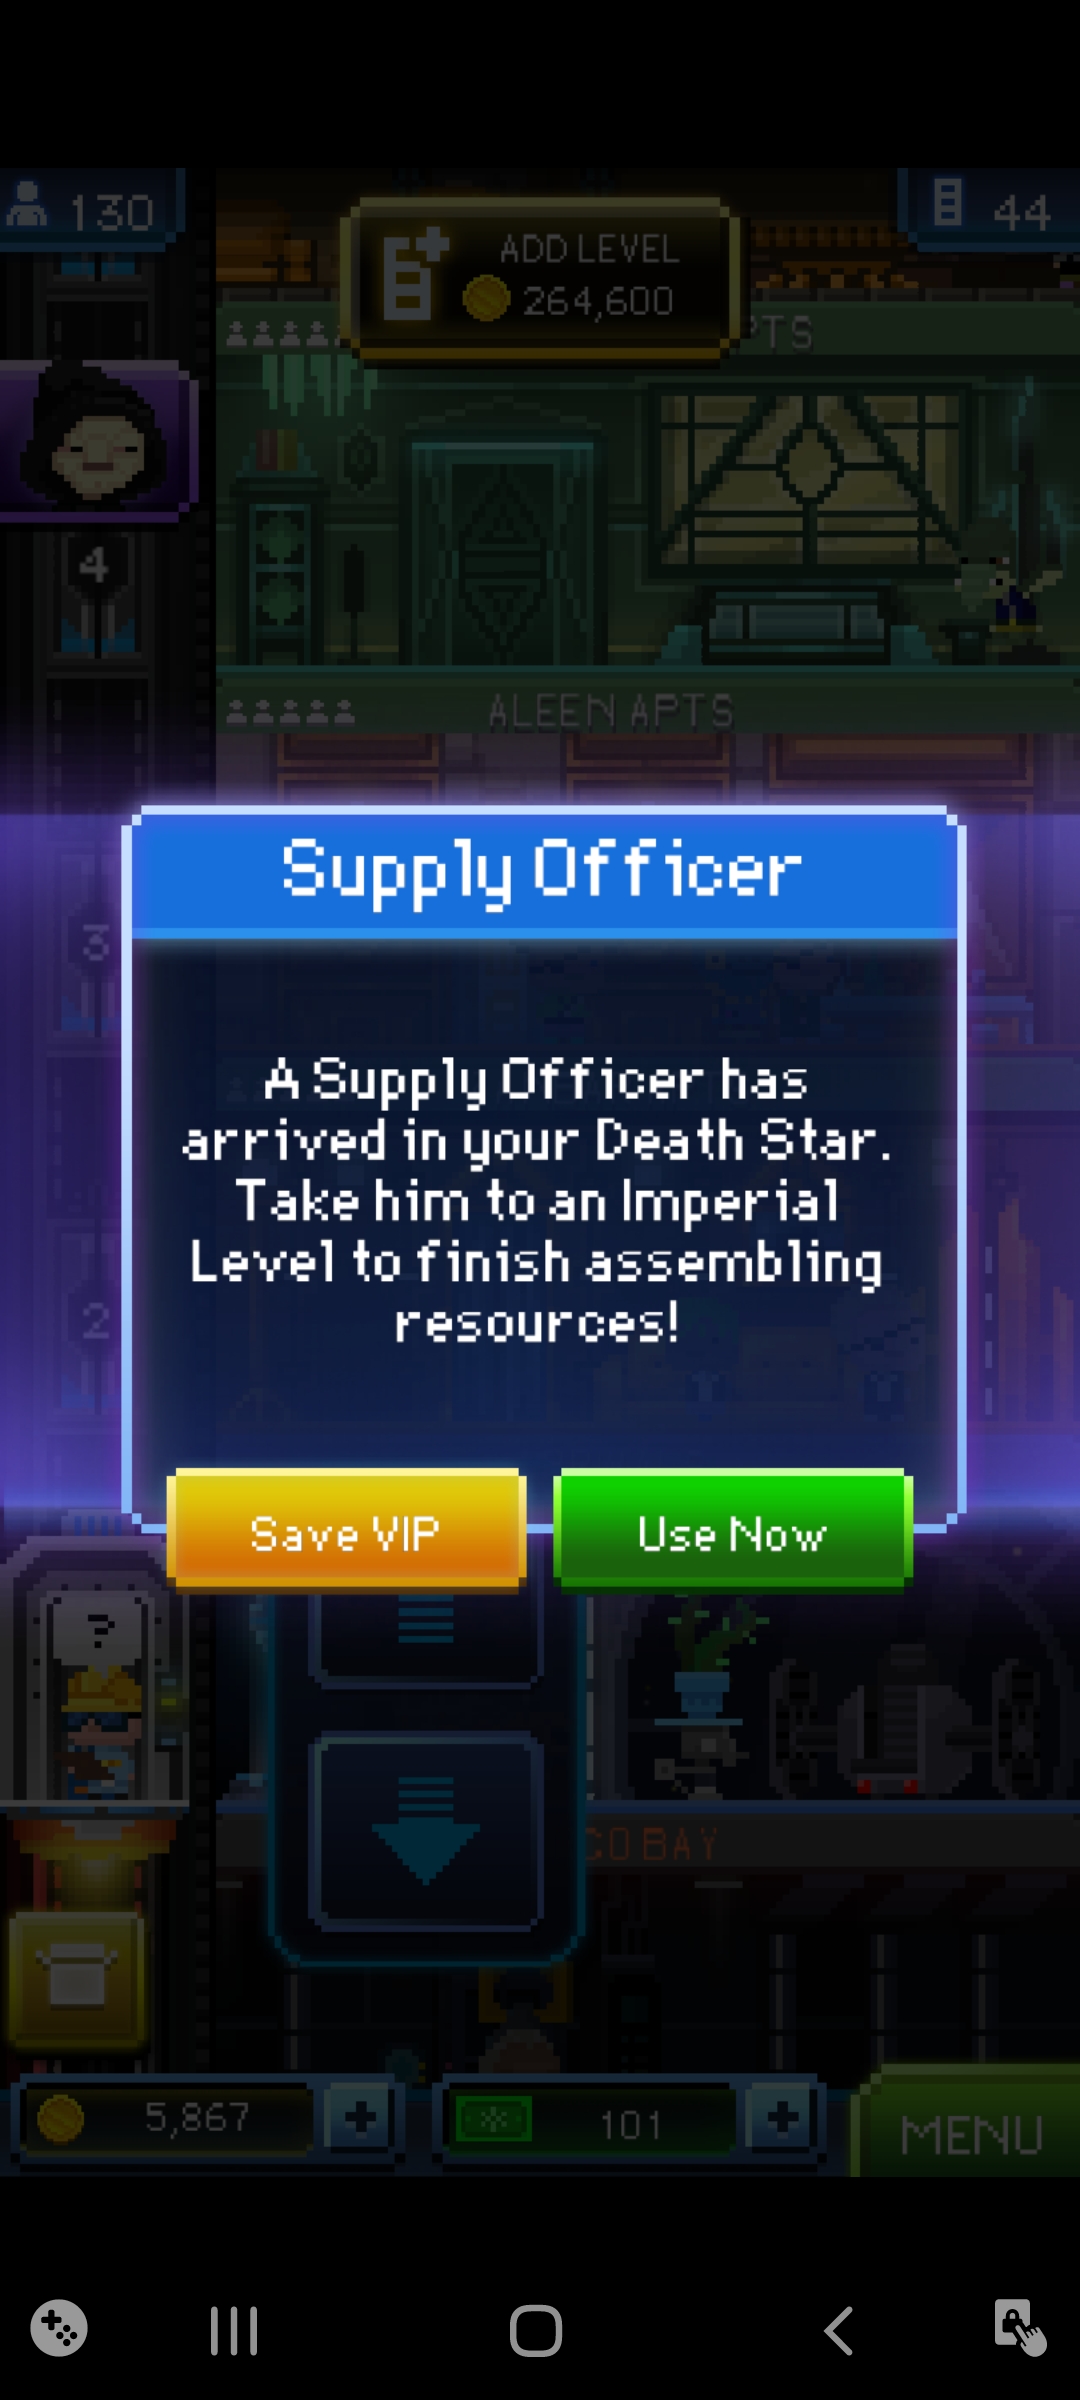 130
44
ADD LEVEL
264,600
PTS
4
ALEEN APTS
Supply Officer
3
A Supply Officer has
arrived in your Death Star.
Take him to an Imperial
Level to finish assembling
resources!
2
Save VIP
Use Now
?
CO BAY
5,867
101
MENU